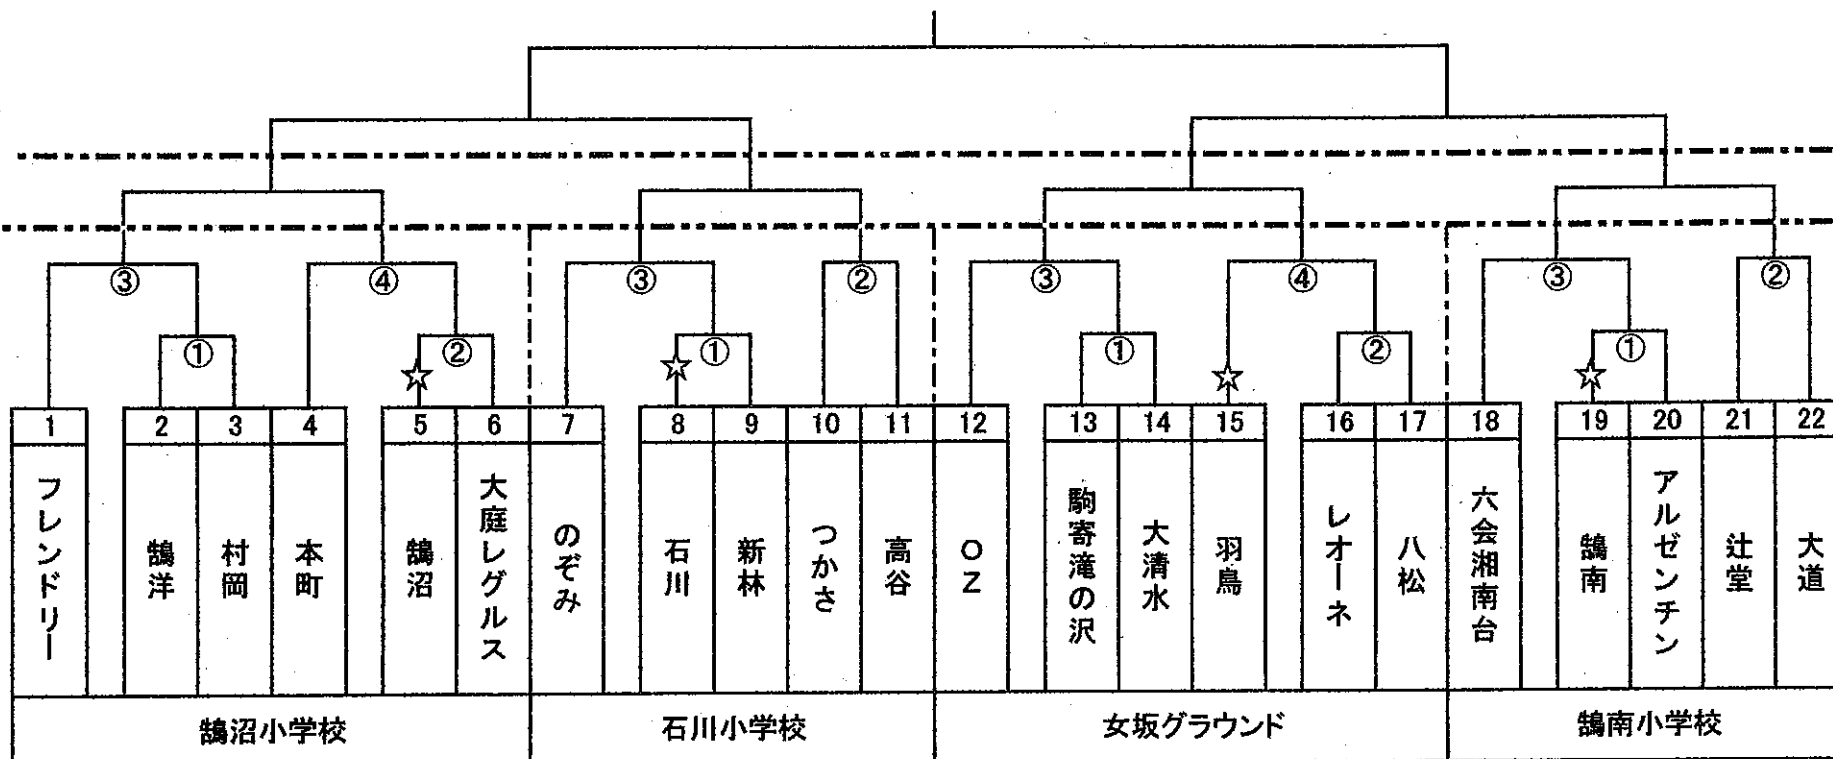 ③ ④ ③ ② ③ ④ ③ ②
① ② ① ① ② ①
☆ ☆ ☆ ☆
1 2 3 4 5 6 7 8 9 10 11 12 13 14 15 16 17 18 19 20 21 22
フレンドリー
鵠洋
村岡
本町
鵠沼
大庭レグルス
のぞみ
石川
新林
つかさ
高谷
OZ
駒寄滝の沢
大清水
羽鳥
レオーネ
八松
六会湘南台
鵠南
アルゼンチン
辻堂
大道
鵠沼小学校 石川小学校 女坂グラウンド 鵠南小学校